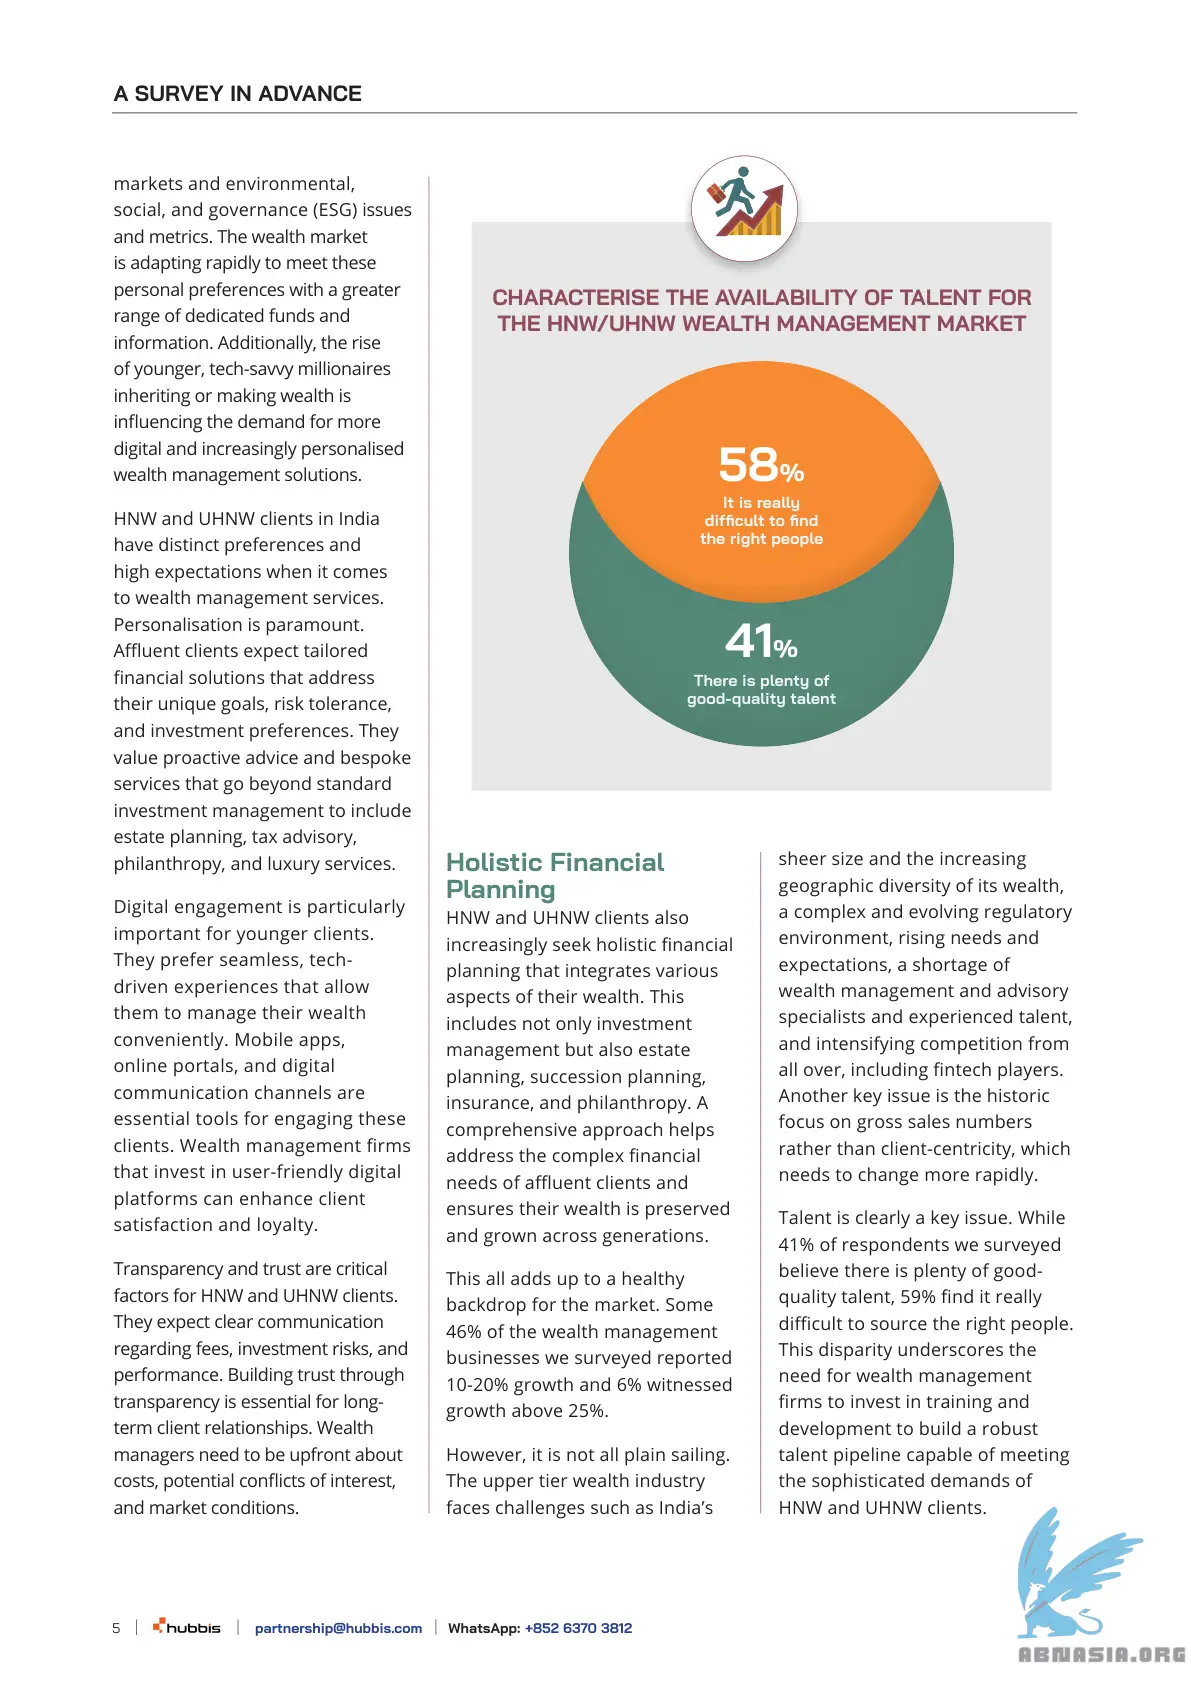 A SURVEY IN ADVANCE
markets and environmental,
social, and governance (ESG) issues
and metrics. The wealth market
is adapting rapidly to meet these
personal preferences with a greater
range of dedicated funds and
information. Additionally, the rise
of younger, tech-savvy millionaires
inheriting or making wealth is
influencing the demand for more
digital and increasingly personalised
wealth management solutions.
HNW and UHNW clients in India
have distinct preferences and
high expectations when it comes
to wealth management services.
Personalisation is paramount.
Affluent clients expect tailored
financial solutions that address
their unique goals, risk tolerance,
and investment preferences. They
value proactive advice and bespoke
services that go beyond standard
investment management to include
estate planning, tax advisory,
philanthropy, and luxury services.
Digital engagement is particularly
important for younger clients.
They prefer seamless, tech-
driven experiences that allow
them to manage their wealth
conveniently. Mobile apps,
online portals, and digital
communication channels are
essential tools for engaging these
clients. Wealth management firms
that invest in user-friendly digital
platforms can enhance client
satisfaction and loyalty.
Transparency and trust are critical
factors for HNW and UHNW clients.
They expect clear communication
regarding fees, investment risks, and
performance. Building trust through
transparency is essential for long-
term client relationships. Wealth
managers need to be upfront about
costs, potential conflicts of interest,
and market conditions.
CHARACTERISE THE AVAILABILITY OF TALENT FOR
THE HNW/UHNW WEALTH MANAGEMENT MARKET
58%
It is really
difficult to find
the right people
41%
There is plenty of
good-quality talent
Holistic Financial
Planning
HNW and UHNW clients also
increasingly seek holistic financial
planning that integrates various
aspects of their wealth. This
includes not only investment
management but also estate
planning, succession planning,
insurance, and philanthropy. A
comprehensive approach helps
address the complex financial
needs of affluent clients and
ensures their wealth is preserved
and grown across generations.
This all adds up to a healthy
backdrop for the market. Some
46% of the wealth management
businesses we surveyed reported
10-20% growth and 6% witnessed
growth above 25%.
However, it is not all plain sailing.
The upper tier wealth industry
faces challenges such as India’s
sheer size and the increasing
geographic diversity of its wealth,
a complex and evolving regulatory
environment, rising needs and
expectations, a shortage of
wealth management and advisory
specialists and experienced talent,
and intensifying competition from
all over, including fintech players.
Another key issue is the historic
focus on gross sales numbers
rather than client-centricity, which
needs to change more rapidly.
Talent is clearly a key issue. While
41% of respondents we surveyed
believe there is plenty of good-
quality talent, 59% find it really
difficult to source the right people.
This disparity underscores the
need for wealth management
firms to invest in training and
development to build a robust
talent pipeline capable of meeting
the sophisticated demands of
HNW and UHNW clients.
5 | hubbis | partnership@hubbis.com | WhatsApp: +852 6370 3812
ABNASIA.ORG